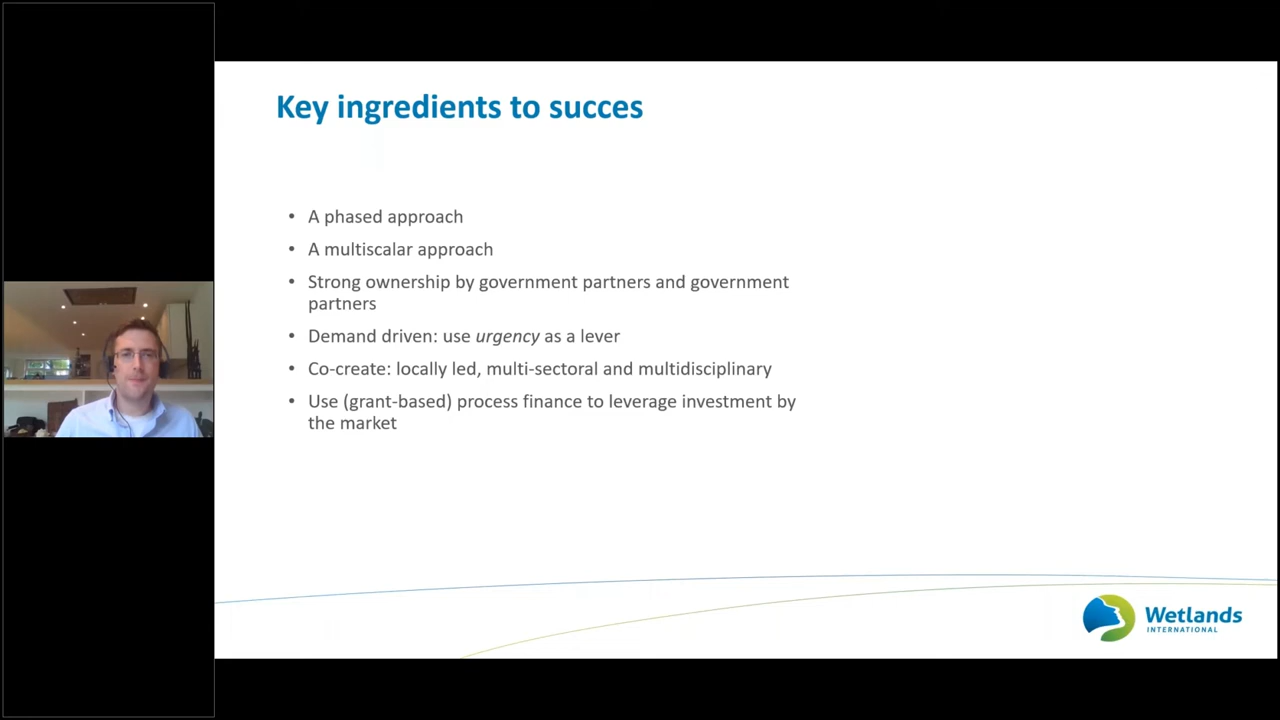 Key ingredients to succes
• A phased approach
• A multiscalar approach
• Strong ownership by government partners and government
partners
• Demand driven: use urgency as a lever
• Co-create: locally led, multi-sectoral and multidisciplinary
• Use (grant-based) process finance to leverage investment by
the market
Wetlands
INTERNATIONAL